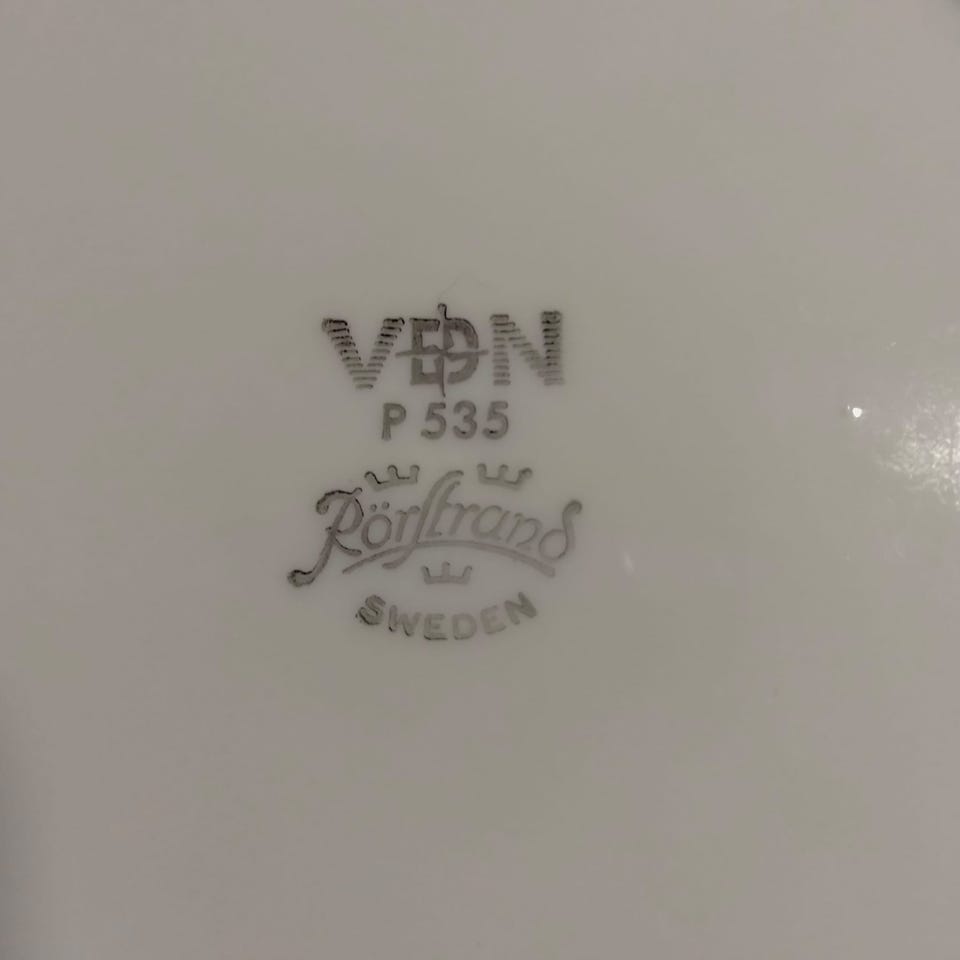 VDN
P 535
Rörstrand
SWEDEN